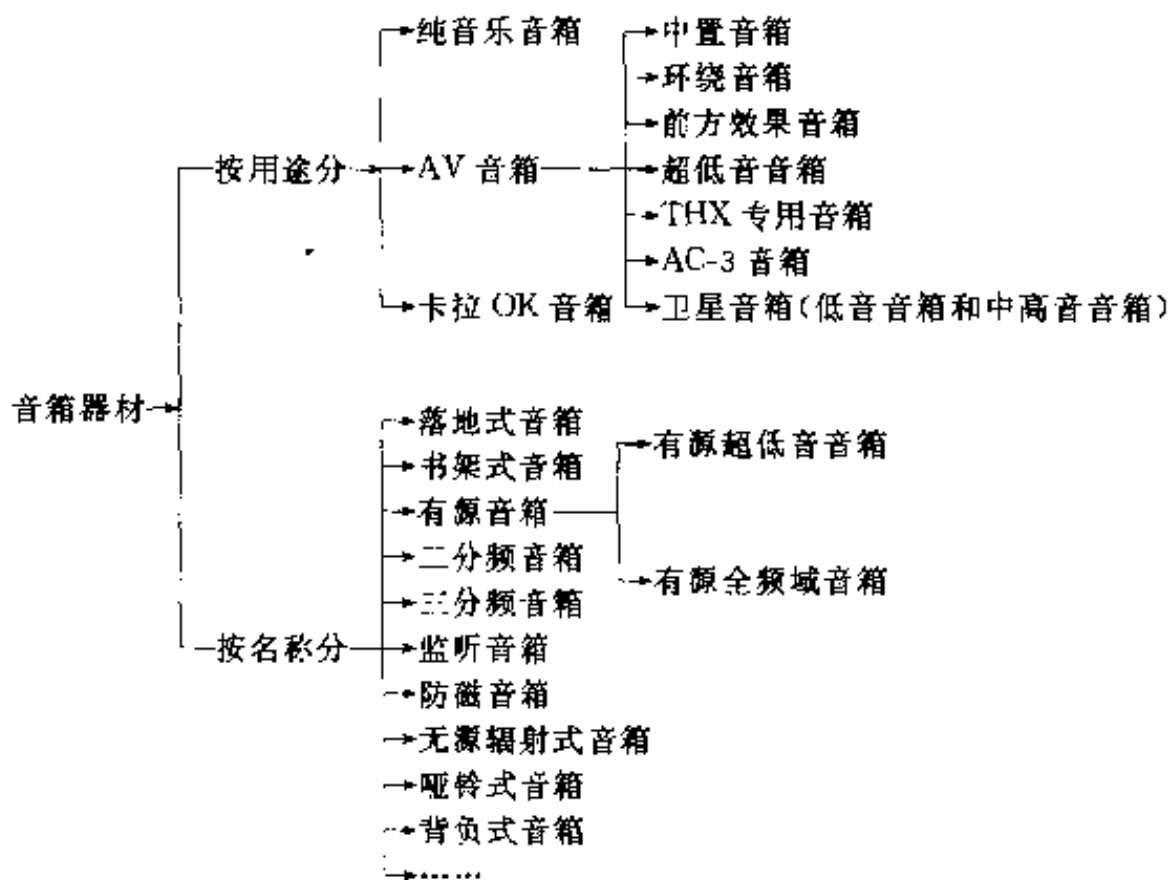 纯音乐音箱
中置音箱
环绕音箱
前方效果音箱
按用途分
AV 音箱
超低音音箱
THX 专用音箱
AC-3 音箱
卡拉 OK 音箱
卫星音箱(低音音箱和中高音音箱)
音箱器材
落地式音箱
有源超低音音箱
书架式音箱
有源音箱
二分频音箱
有源全频域音箱
三分频音箱
按名称分
监听音箱
防磁音箱
无源辐射式音箱
哑铃式音箱
背负式音箱
……